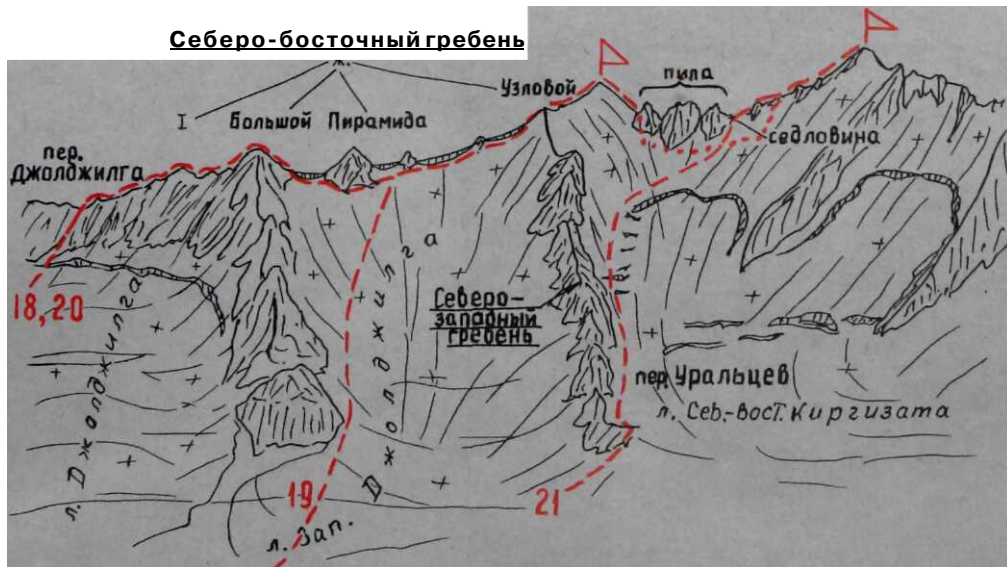 Северо-босточный гребень
ж.
Узловой
пила
I
Большой Пирамида
седловина
пер.
Джолджилга
18, 20
л. Джолджилга
л. Зап. Джолджилга
Северо-
западный
гребень
пер. Уральцев
л. Сев.-Вост. Киргизата
19
21